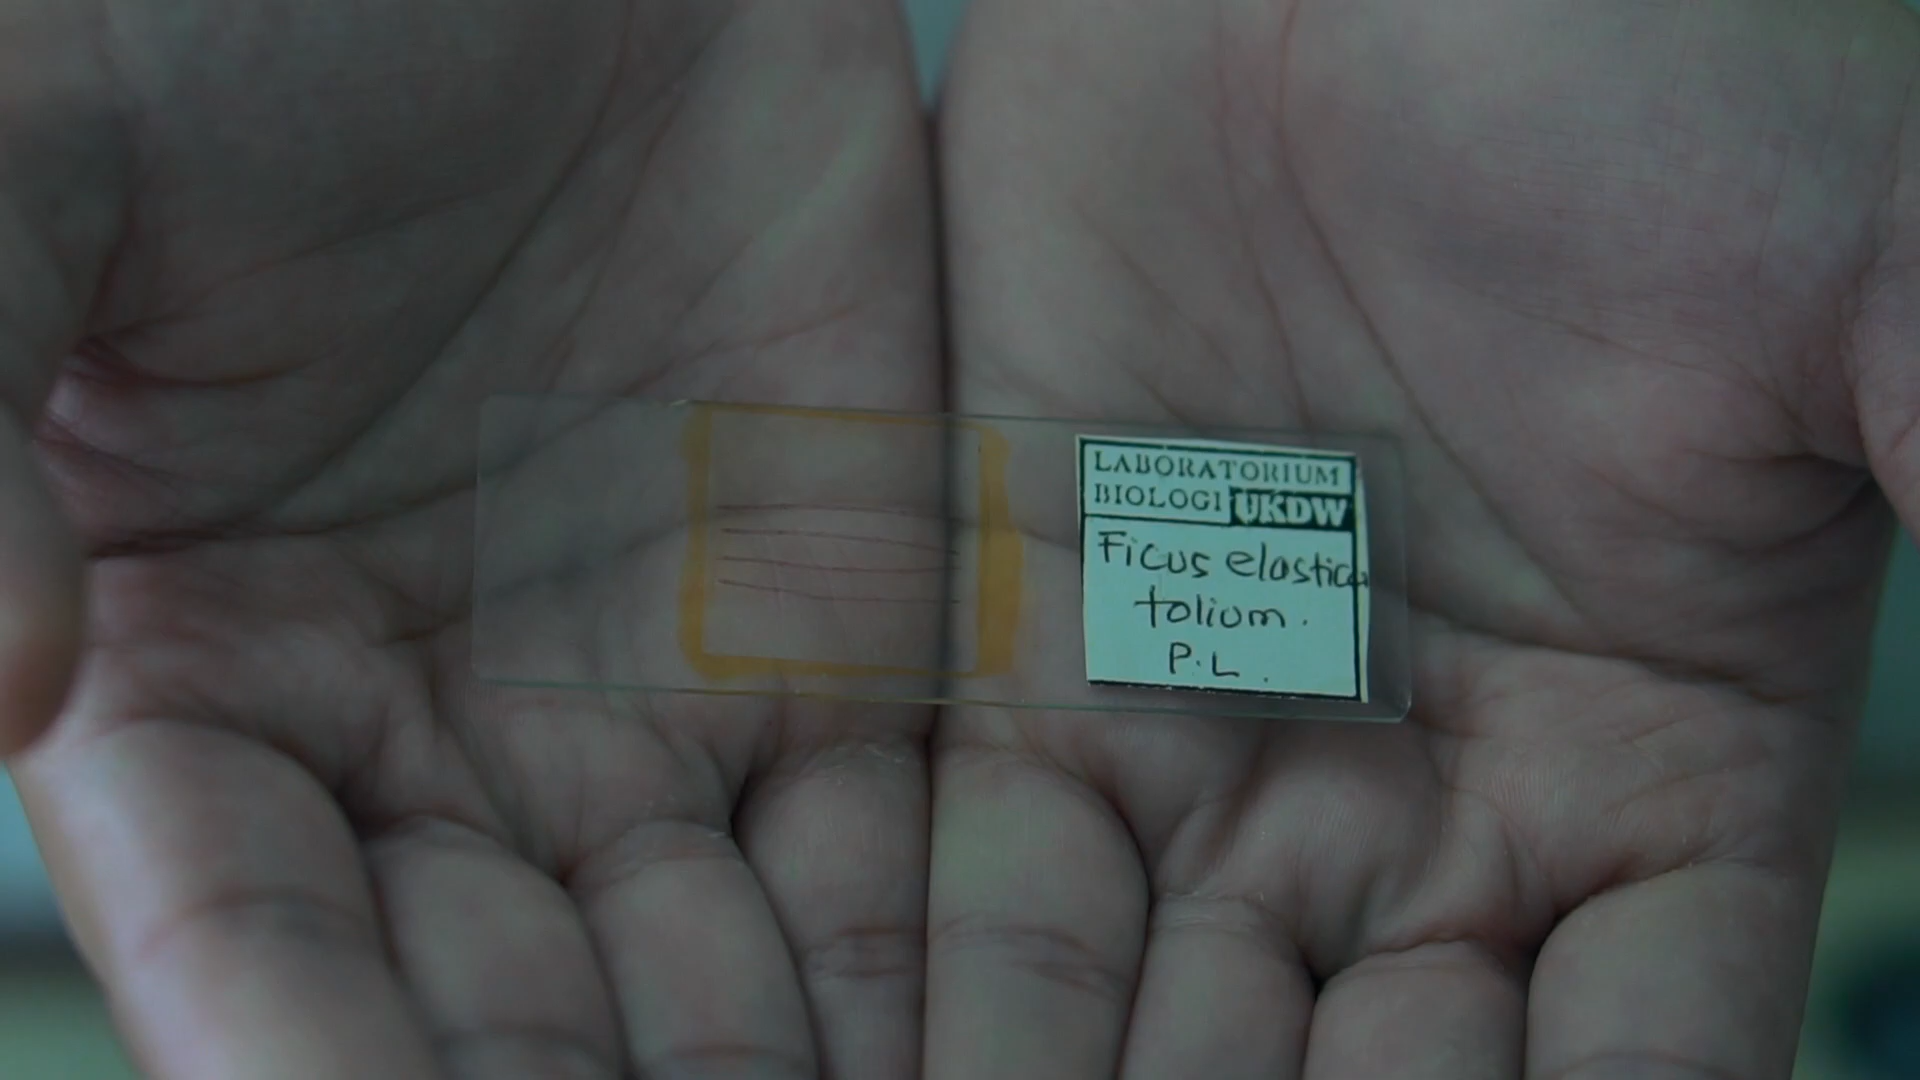 LABORATORIUM
BIOLOGI UKDW
Ficus elastica
folium.
P.L.